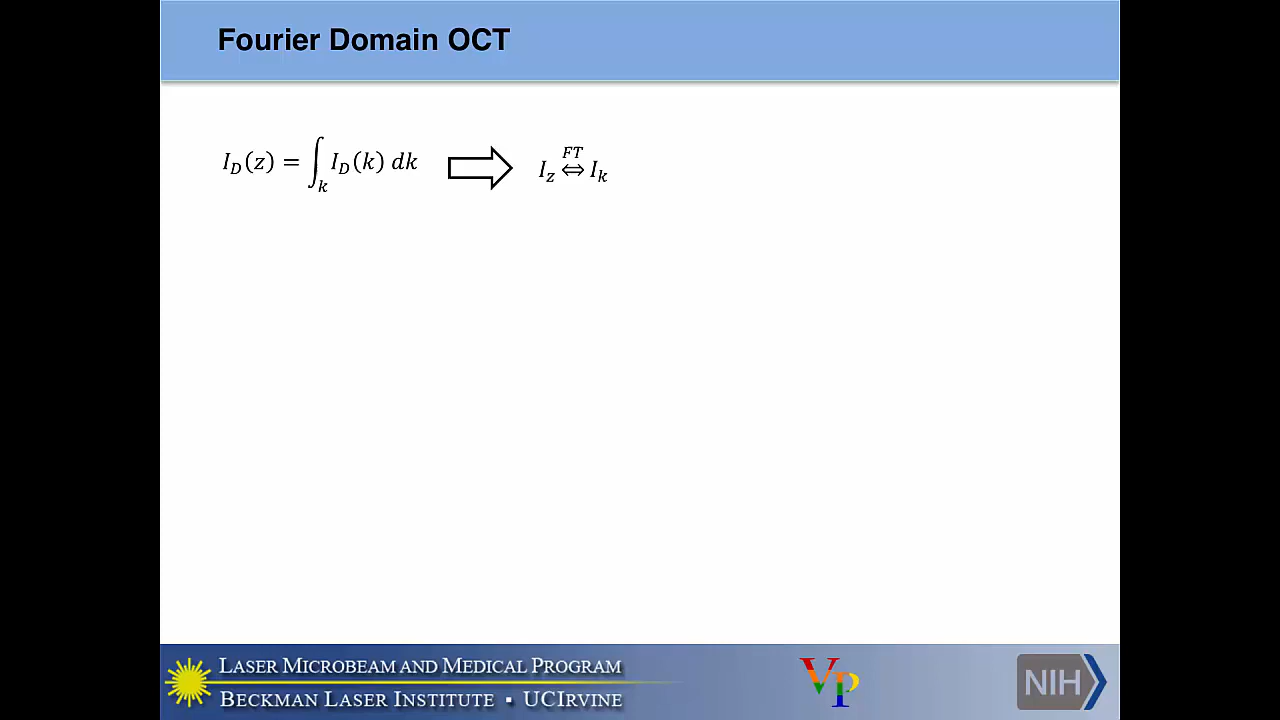 Fourier Domain OCT
I_D(z) = ∫_k I_D(k) dk ⇨ I_z ⇔^{FT} I_k
LASER MICROBEAM AND MEDICAL PROGRAM
BECKMAN LASER INSTITUTE ▪ UCIRVINE
VP
NIH